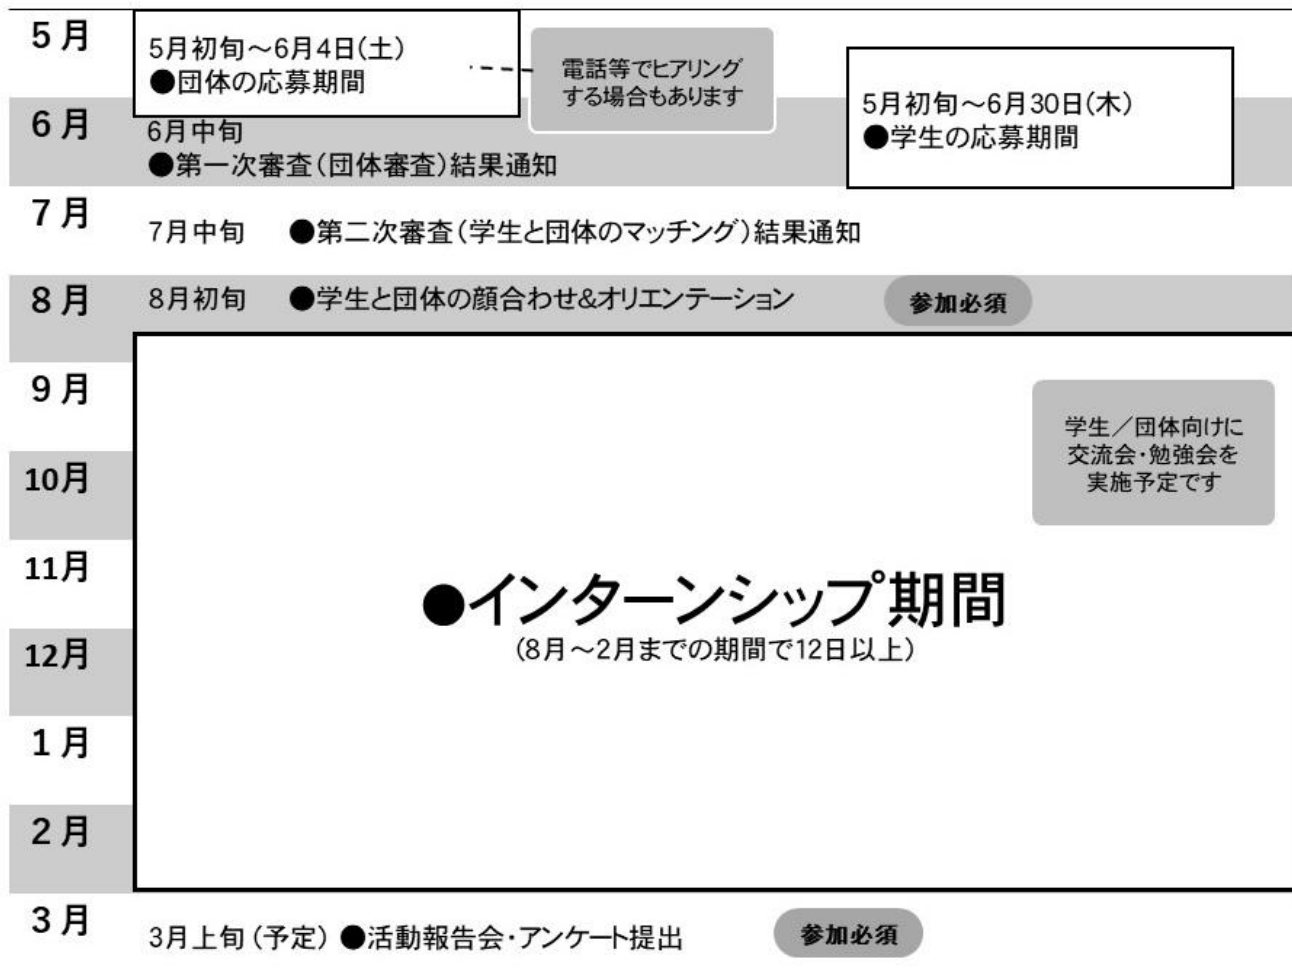 5月
5月初旬～6月4日(土)
●団体の応募期間
電話等でヒアリング
する場合もあります
5月初旬～6月30日(木)
●学生の応募期間
6月
6月中旬
●第一次審査(団体審査)結果通知
7月
7月中旬 ●第二次審査(学生と団体のマッチング)結果通知
8月
8月初旬 ●学生と団体の顔合わせ&オリエンテーション 参加必須
9月
学生／団体向けに
交流会・勉強会を
実施予定です
10月
11月
●インターンシップ期間
(8月～2月までの期間で12日以上)
12月
1月
2月
3月
3月上旬(予定) ●活動報告会・アンケート提出 参加必須